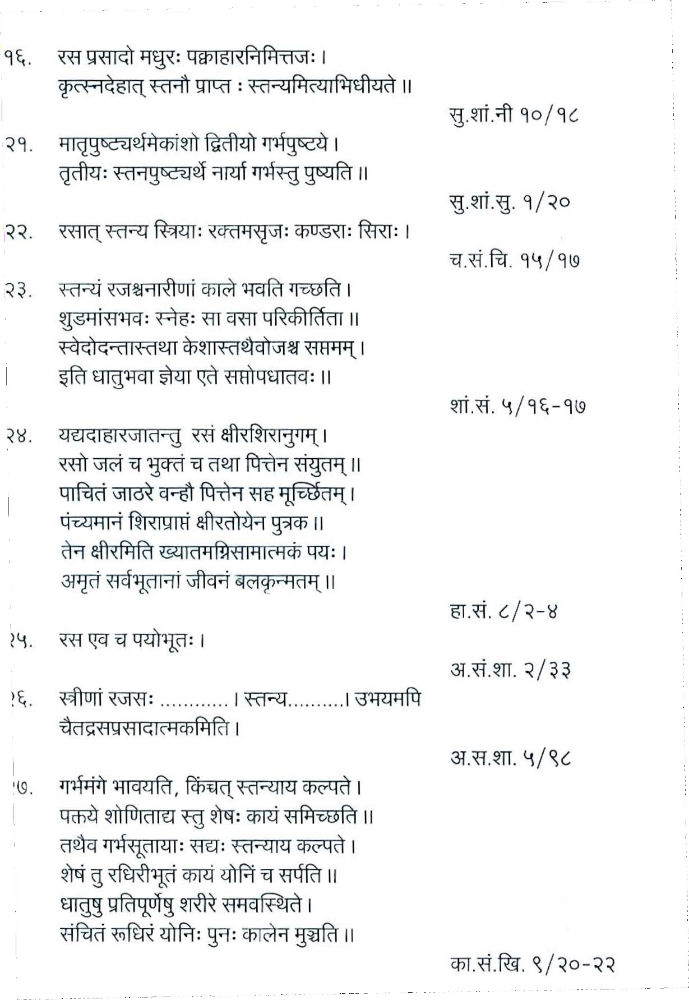 १६. रस प्रसादो मधुरः पक्वाहारनिमित्तजः ।
कृत्स्नदेहात् स्तनौ प्राप्त ः स्तन्यमित्याभिधीयते ॥
सु.शां.नी १०/१८
२१. मातृपुष्ट्यर्थमेकांशो द्वितीयो गर्भपुष्टये ।
तृतीयः स्तनपुष्ट्यर्थे नार्या गर्भस्तु पुष्यति ॥
सु.शां.सु. १/२०
२२. रसात् स्तन्य स्त्रियाः रक्तमसृजः कण्डराः सिराः ।
च.सं.चि. १५/१७
२३. स्तन्यं रजश्चनारीणां काले भवति गच्छति ।
शुडमांसभवः स्नेहः सा वसा परिकीर्तिता ॥
स्वेदोदन्तास्तथा केशास्तथैवोजश्च सप्तमम् ।
इति धातुभवा ज्ञेया एते सप्तोपधातवः ॥
शां.सं. ५/१६-१७
२४. यद्यदाहारजातन्तु रसं क्षीरशिरानुगम् ।
रसो जलं च भुक्तं च तथा पित्तेन संयुतम् ॥
पाचितं जाठरे वन्हौ पित्तेन सह मूर्च्छितम् ।
पंच्यमानं शिराप्राप्तं क्षीरतोयेन पुत्रक ॥
तेन क्षीरमिति ख्यातमग्निसामात्मकं पयः ।
अमृतं सर्वभूतानां जीवनं बलकृन्मतम् ॥
हा.सं. ८/२-४
२५. रस एव च पयोभूतः ।
अ.सं.शा. २/३३
२६. स्त्रीणां रजसः ............ । स्तन्य..........। उभयमपि
चैतद्रसप्रसादात्मकमिति ।
अ.स.शा. ५/९८
२७. गर्भमंगे भावयति, किंच्चत् स्तन्याय कल्पते ।
पक्तये शोणिताद्य स्तु शेषः कायं समिच्छति ॥
तथैव गर्भसूतायाः सद्यः स्तन्याय कल्पते ।
शेषं तु रधिरीभूतं कायं योनिं च सर्पति ॥
धातुषु प्रतिपूर्णेषु शरीरे समवस्थिते ।
संचितं रूधिरं योनिः पुनः कालेन मुञ्चति ॥
का.सं.खि. ९/२०-२२